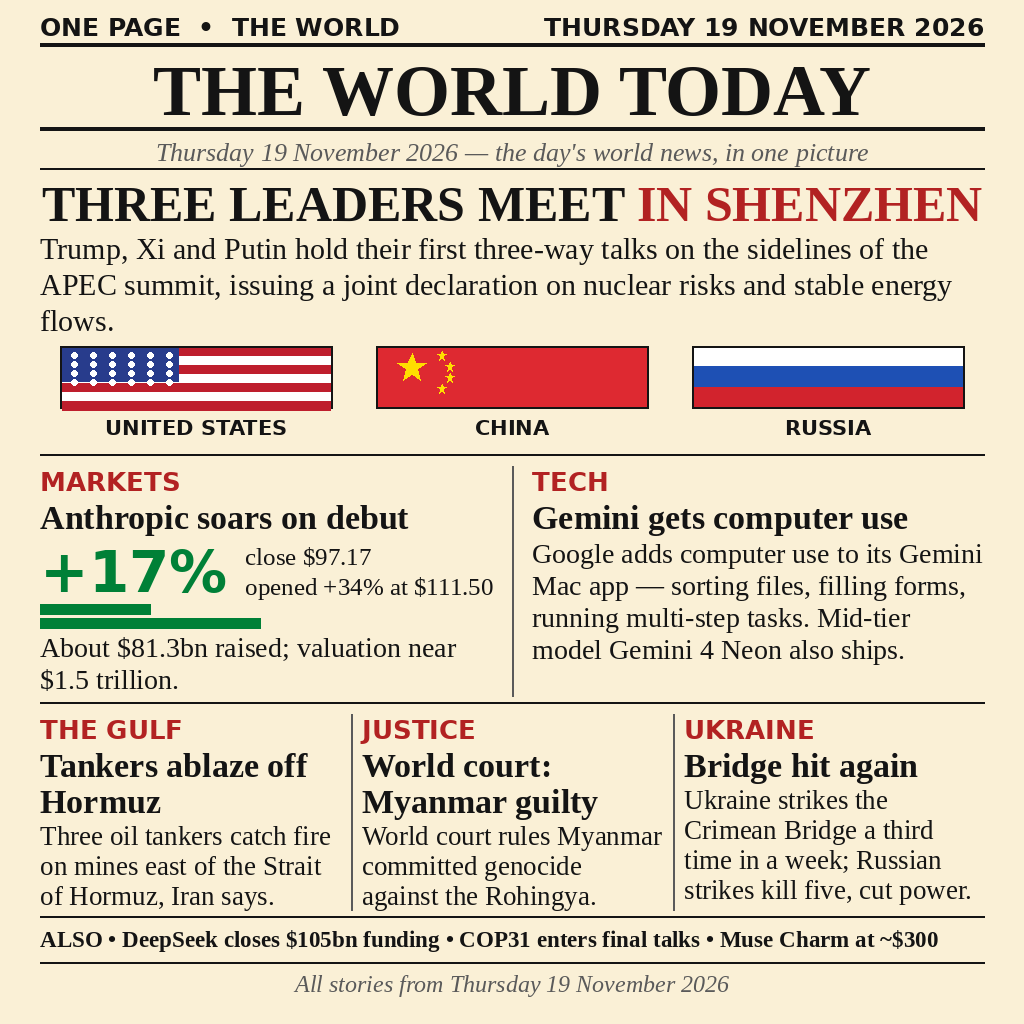 ONE PAGE • THE WORLD
THURSDAY 19 NOVEMBER 2026
THE WORLD TODAY
Thursday 19 November 2026 — the day's world news, in one picture
THREE LEADERS MEET IN SHENZHEN
Trump, Xi and Putin hold their first three-way talks on the sidelines of the
APEC summit, issuing a joint declaration on nuclear risks and stable energy
flows.
UNITED STATES
CHINA
RUSSIA
MARKETS
Anthropic soars on debut
+17%
close $97.17
opened +34% at $111.50
About $81.3bn raised; valuation near
$1.5 trillion.
TECH
Gemini gets computer use
Google adds computer use to its Gemini
Mac app — sorting files, filling forms,
running multi-step tasks. Mid-tier
model Gemini 4 Neon also ships.
THE GULF
Tankers ablaze off
Hormuz
Three oil tankers catch fire
on mines east of the Strait
of Hormuz, Iran says.
JUSTICE
World court:
Myanmar guilty
World court rules Myanmar
committed genocide
against the Rohingya.
UKRAINE
Bridge hit again
Ukraine strikes the
Crimean Bridge a third
time in a week; Russian
strikes kill five, cut power.
ALSO • DeepSeek closes $105bn funding • COP31 enters final talks • Muse Charm at ~$300
All stories from Thursday 19 November 2026